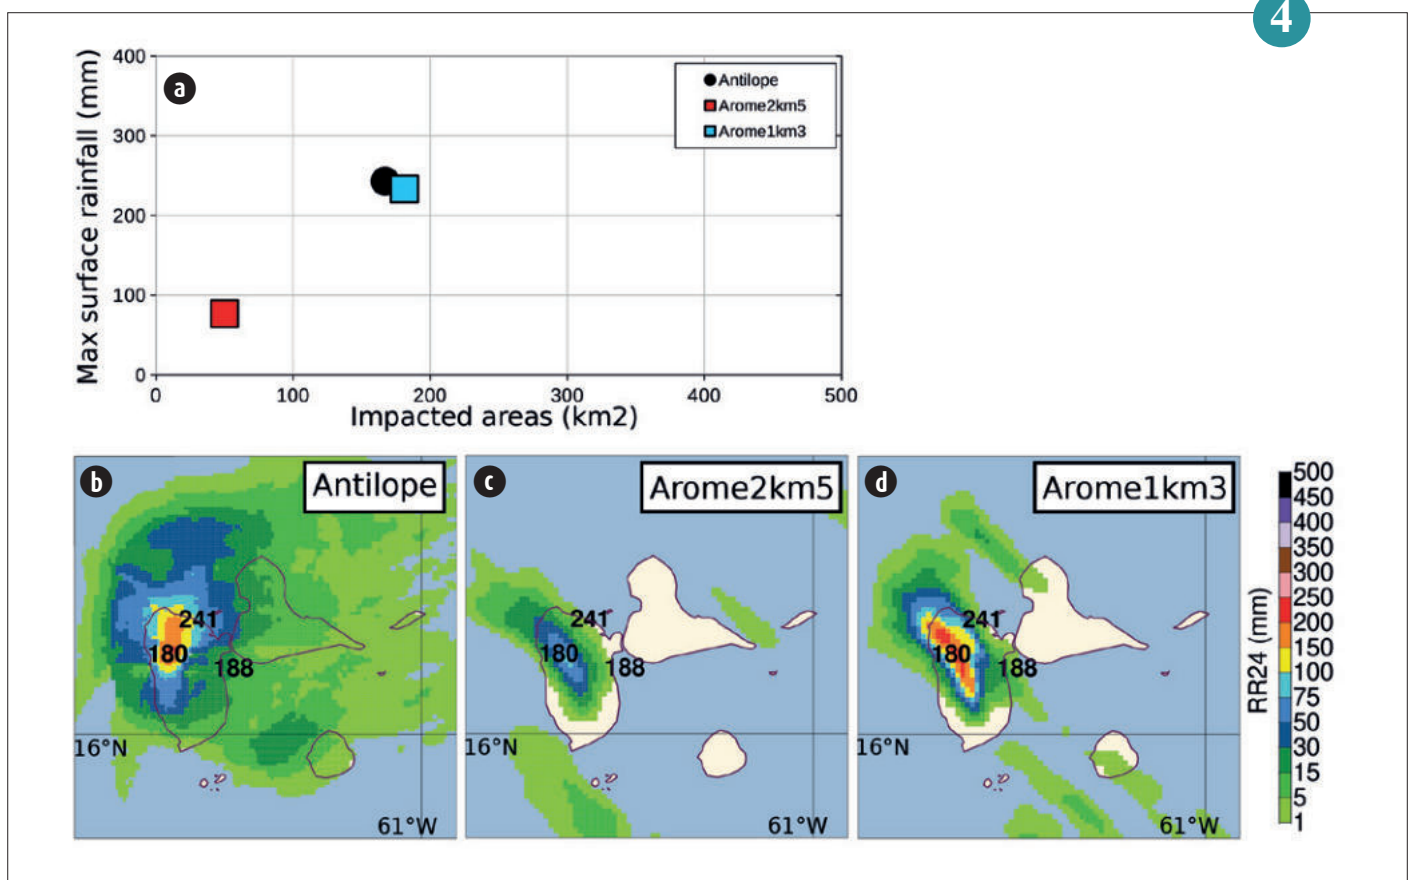 4
400
300
200
100
0
a
Antilope
Arome2km5
Arome1km3
Max surface rainfall (mm)
0
100
200
300
400
500
Impacted areas (km2)
b
Antilope
241
180
188
16°N
61°W
c
Arome2km5
241
180
188
16°N
61°W
d
Arome1km3
241
180
188
16°N
61°W
500
450
400
350
300
250
200
150
100
75
50
30
15
5
1
RR24 (mm)